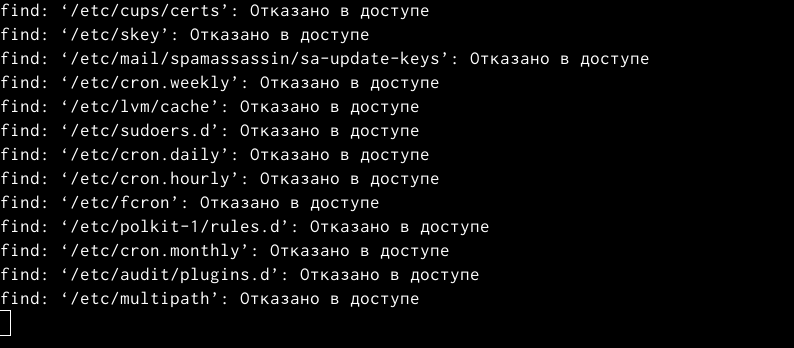 find: ‘/etc/cups/certs’: Отказано в доступе
find: ‘/etc/skey’: Отказано в доступе
find: ‘/etc/mail/spamassassin/sa-update-keys’: Отказано в доступе
find: ‘/etc/cron.weekly’: Отказано в доступе
find: ‘/etc/lvm/cache’: Отказано в доступе
find: ‘/etc/sudoers.d’: Отказано в доступе
find: ‘/etc/cron.daily’: Отказано в доступе
find: ‘/etc/cron.hourly’: Отказано в доступе
find: ‘/etc/fcron’: Отказано в доступе
find: ‘/etc/polkit-1/rules.d’: Отказано в доступе
find: ‘/etc/cron.monthly’: Отказано в доступе
find: ‘/etc/audit/plugins.d’: Отказано в доступе
find: ‘/etc/multipath’: Отказано в доступе